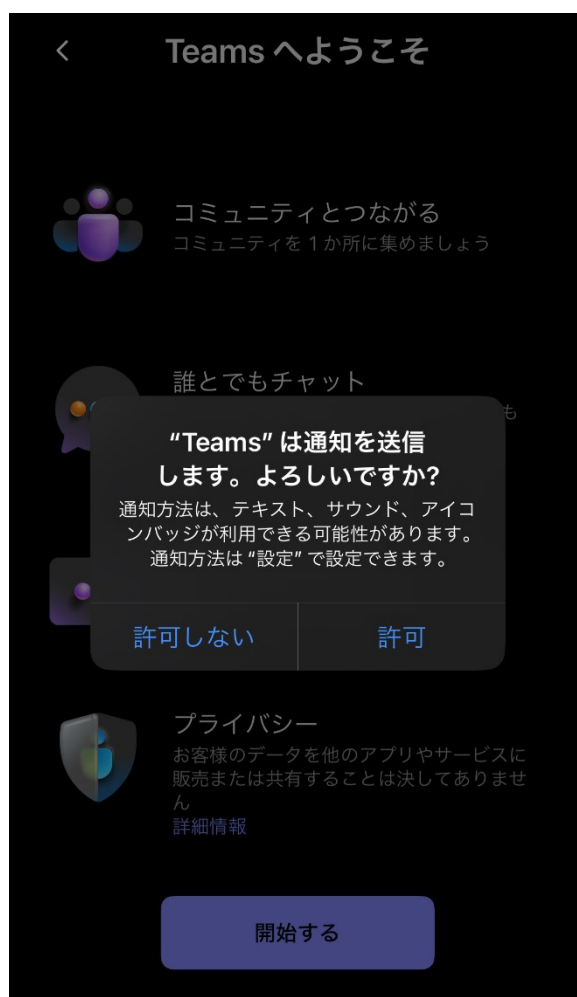 Teams へようこそ
コミュニティとつながる
コミュニティを 1 か所に集めましょう
誰とでもチャット
も
“Teams” は通知を送信
します。よろしいですか?
通知方法は、テキスト、サウンド、アイコ
ンバッジが利用できる可能性があります。
通知方法は “設定” で設定できます。
許可しない
許可
プライバシー
お客様のデータを他のアプリやサービスに
販売または共有することは決してありませ
ん
詳細情報
開始する